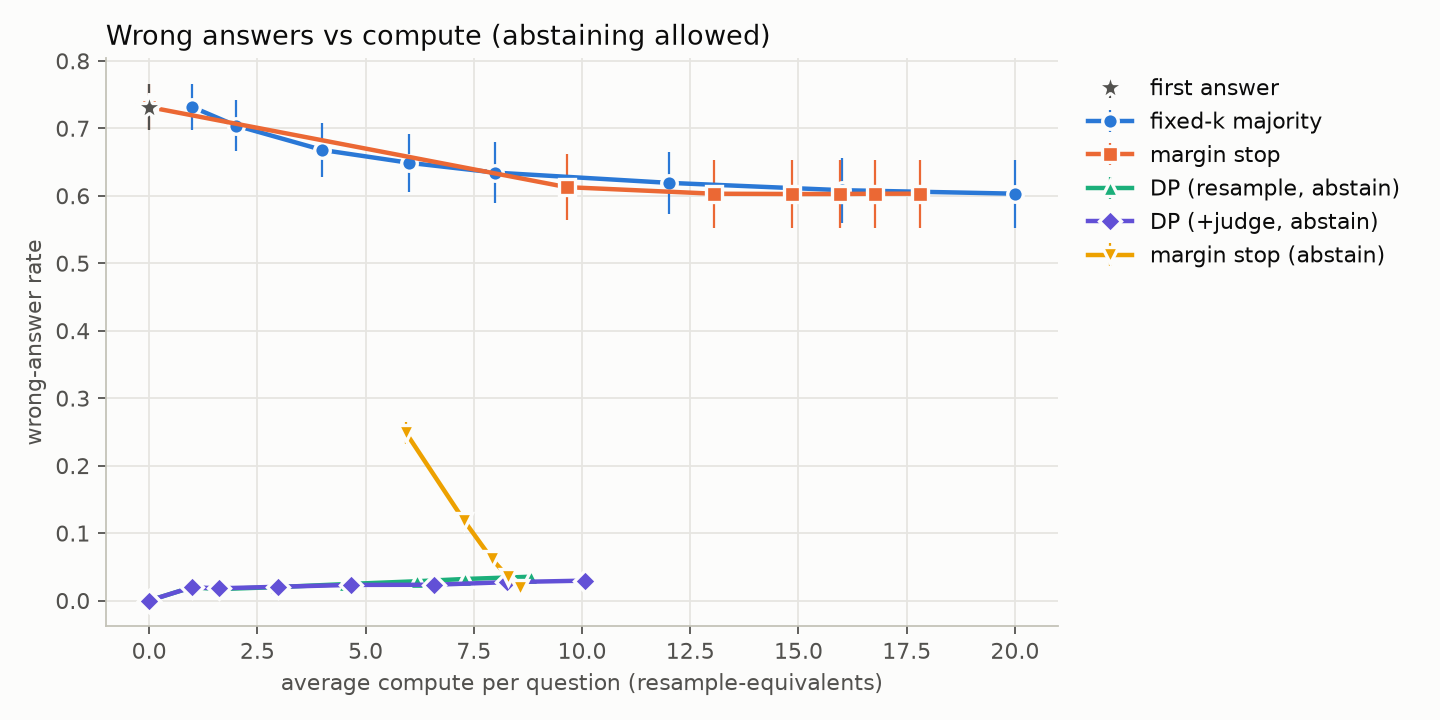 Wrong answers vs compute (abstaining allowed)
0.8
0.7
0.6
0.5
0.4
0.3
0.2
0.1
0.0
wrong-answer rate
0.0 2.5 5.0 7.5 10.0 12.5 15.0 17.5 20.0
average compute per question (resample-equivalents)
first answer
fixed-k majority
margin stop
DP (resample, abstain)
DP (+judge, abstain)
margin stop (abstain)